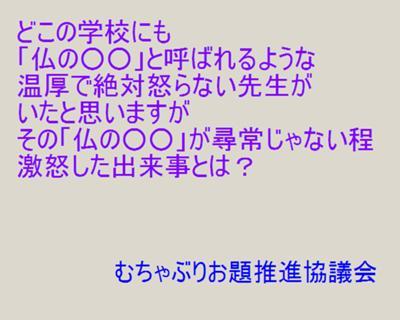 どこの学校にも
「仏の〇〇」と呼ばれるような
温厚で絶対怒らない先生が
いたと思いますが
その「仏の〇〇」が尋常じゃない程
激怒した出来事とは？
むちゃぶりお題推進協議会